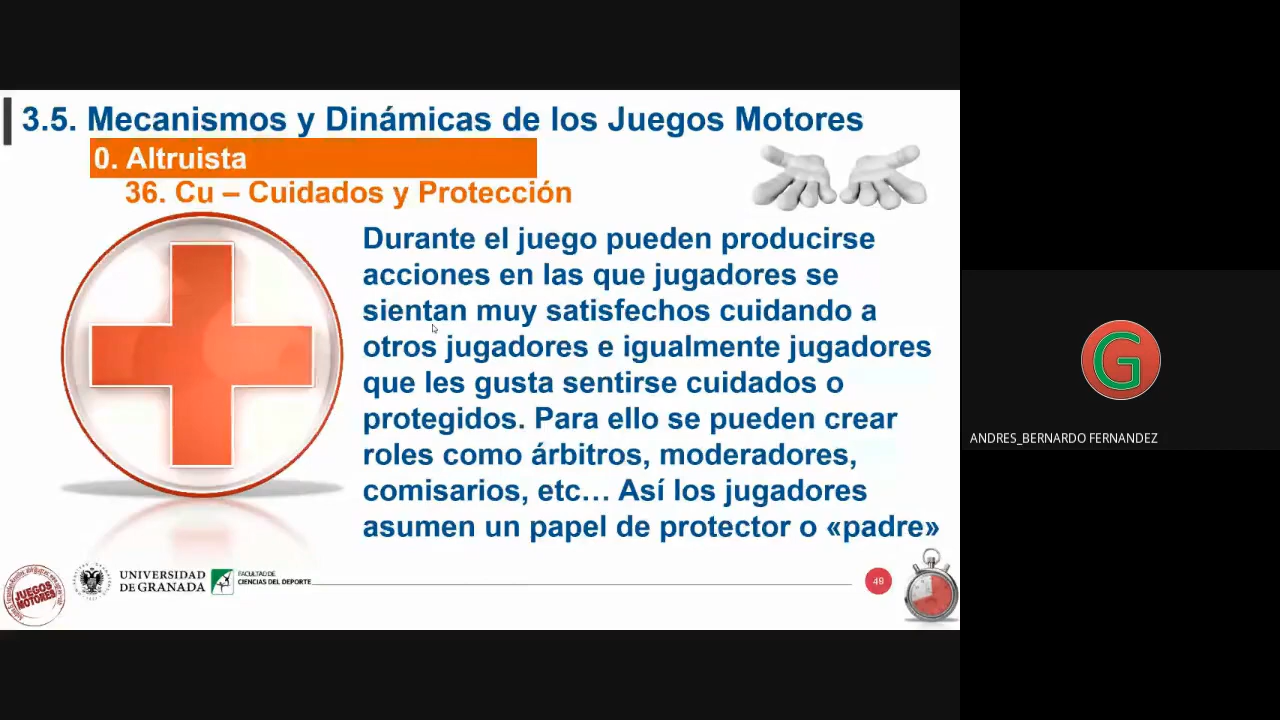 3.5. Mecanismos y Dinámicas de los Juegos Motores
0. Altruista
36. Cu – Cuidados y Protección
Durante el juego pueden producirse
acciones en las que jugadores se
sientan muy satisfechos cuidando a
otros jugadores e igualmente jugadores
que les gusta sentirse cuidados o
protegidos. Para ello se pueden crear
roles como árbitros, moderadores,
comisarios, etc… Así los jugadores
asumen un papel de protector o «padre»
JUEGOS
MOTORES
UNIVERSIDAD
DE GRANADA
FACULTAD DE
CIENCIAS DEL DEPORTE
49
G
ANDRES_BERNARDO FERNANDEZ